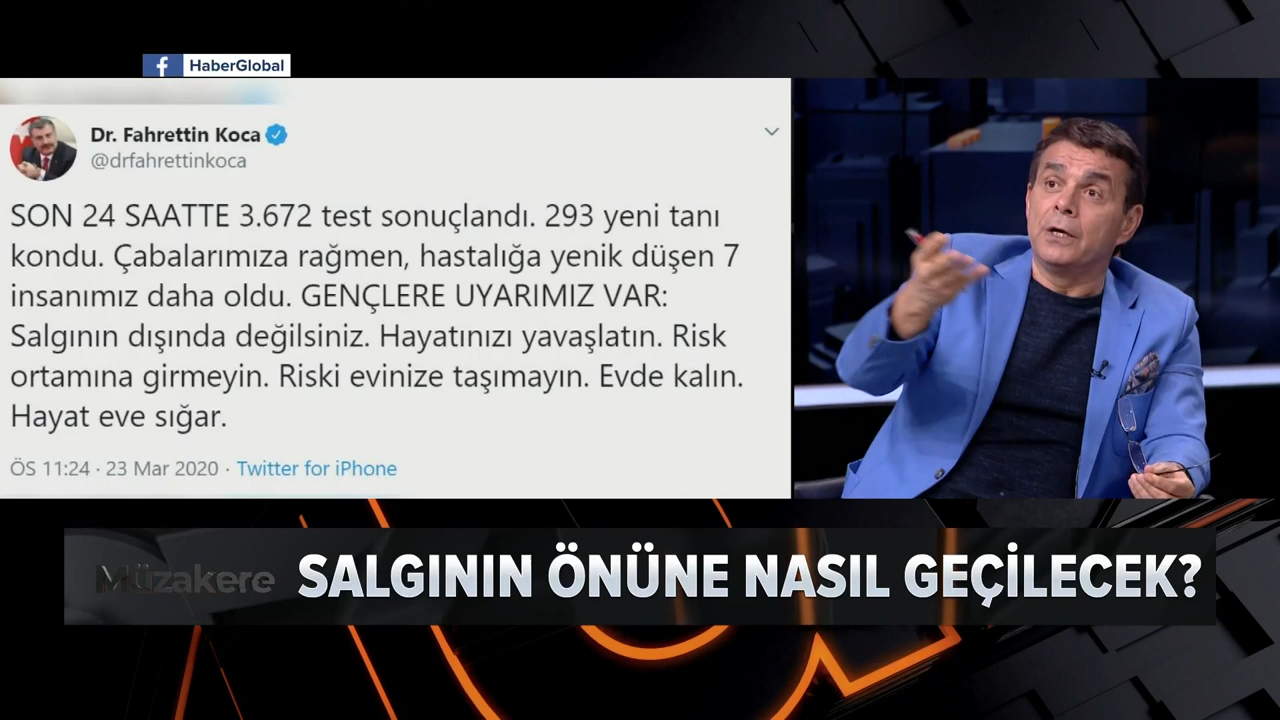 HaberGlobal
Dr. Fahrettin Koca
@drfahrettinkoca
SON 24 SAATTE 3.672 test sonuçlandı. 293 yeni tanı
kondu. Çabalarımıza rağmen, hastalığa yenik düşen 7
insanımız daha oldu. GENÇLERE UYARIMIZ VAR:
Salgının dışında değilsiniz. Hayatınızı yavaşlatın. Risk
ortamına girmeyin. Riski evinize taşımayın. Evde kalın.
Hayat eve sığar.
ÖS 11:24 · 23 Mar 2020 · Twitter for iPhone
Müzakere
SALGININ ÖNÜNE NASIL GEÇİLECEK?